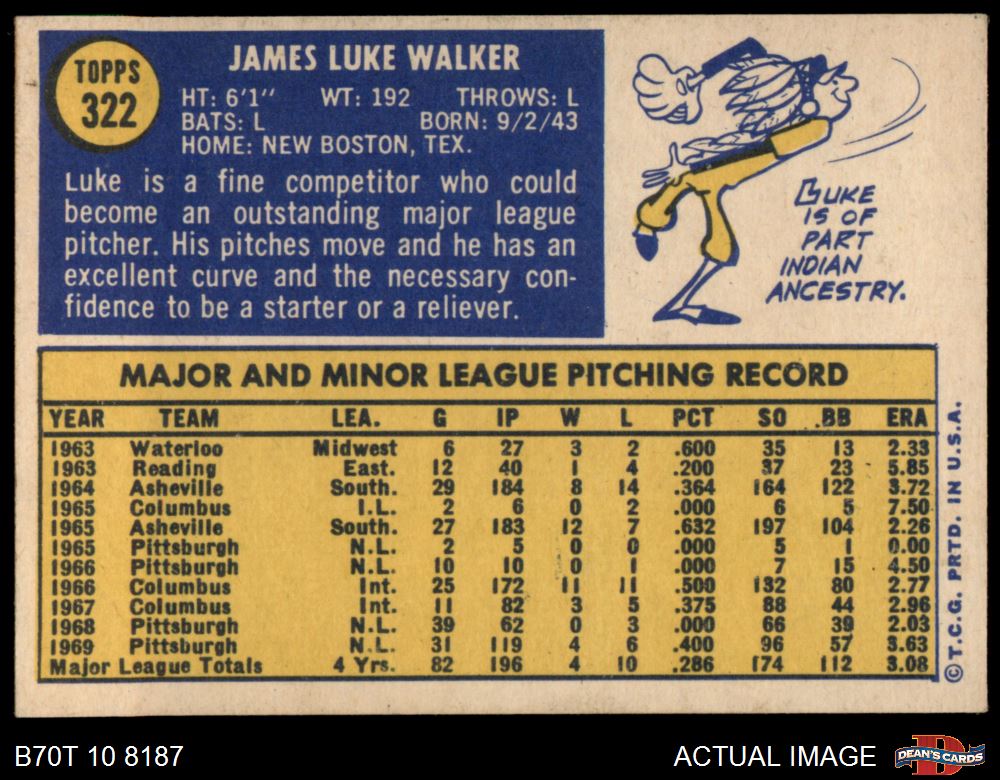 TOPPS
322
JAMES LUKE WALKER
HT: 6'1" WT: 192 THROWS: L
BATS: L BORN: 9/2/43
HOME: NEW BOSTON, TEX.
Luke is a fine competitor who could
become an outstanding major league
pitcher. His pitches move and he has an
excellent curve and the necessary con-
fidence to be a starter or a reliever.
LUKE
IS OF
PART
INDIAN
ANCESTRY.
MAJOR AND MINOR LEAGUE PITCHING RECORD
YEAR TEAM LEA. G IP W L PCT SO BB ERA
1963 Waterloo Midwest 6 27 3 2 .600 35 13 2.33
1963 Reading East. 12 40 1 4 .200 37 23 5.85
1964 Asheville South. 29 184 8 14 .364 164 122 3.72
1965 Columbus I.L. 2 6 0 2 .000 6 5 7.50
1965 Asheville South. 27 183 12 7 .632 197 104 2.26
1965 Pittsburgh N.L. 2 5 0 0 .000 5 1 0.00
1966 Pittsburgh N.L. 10 10 0 1 .000 7 15 4.50
1966 Columbus Int. 25 172 11 11 .500 132 80 2.77
1967 Columbus Int. 11 82 3 5 .375 88 44 2.96
1968 Pittsburgh N.L. 39 62 0 3 .000 66 39 2.03
1969 Pittsburgh N.L. 31 119 4 6 .400 96 57 3.63
Major League Totals 4 Yrs. 82 196 4 10 .286 174 112 3.08
©T.C.G. PRTD. IN U.S.A.
B70T 10 8187
ACTUAL IMAGE
D
DEAN'S CARDS